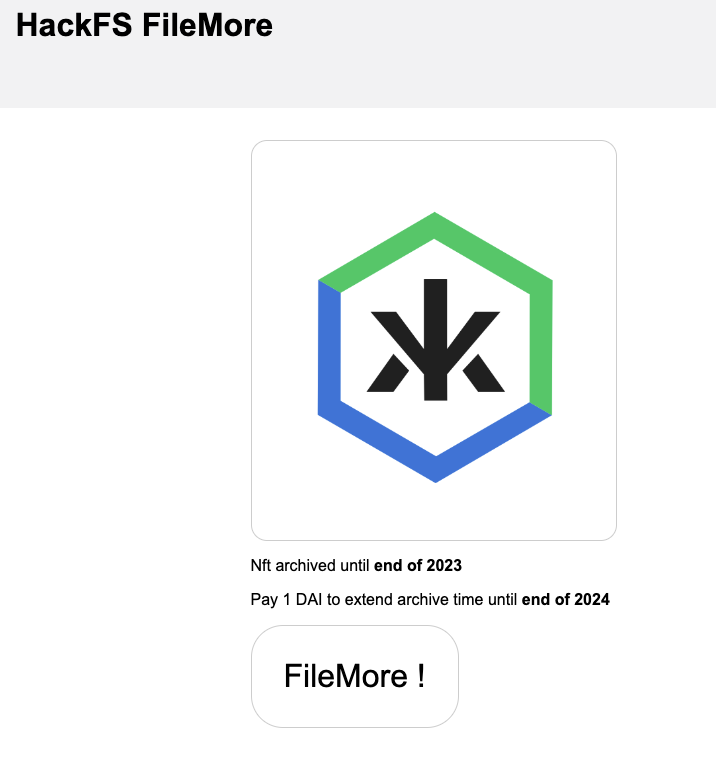 HackFS FileMore
Nft archived until end of 2023
Pay 1 DAI to extend archive time until end of 2024
FileMore !